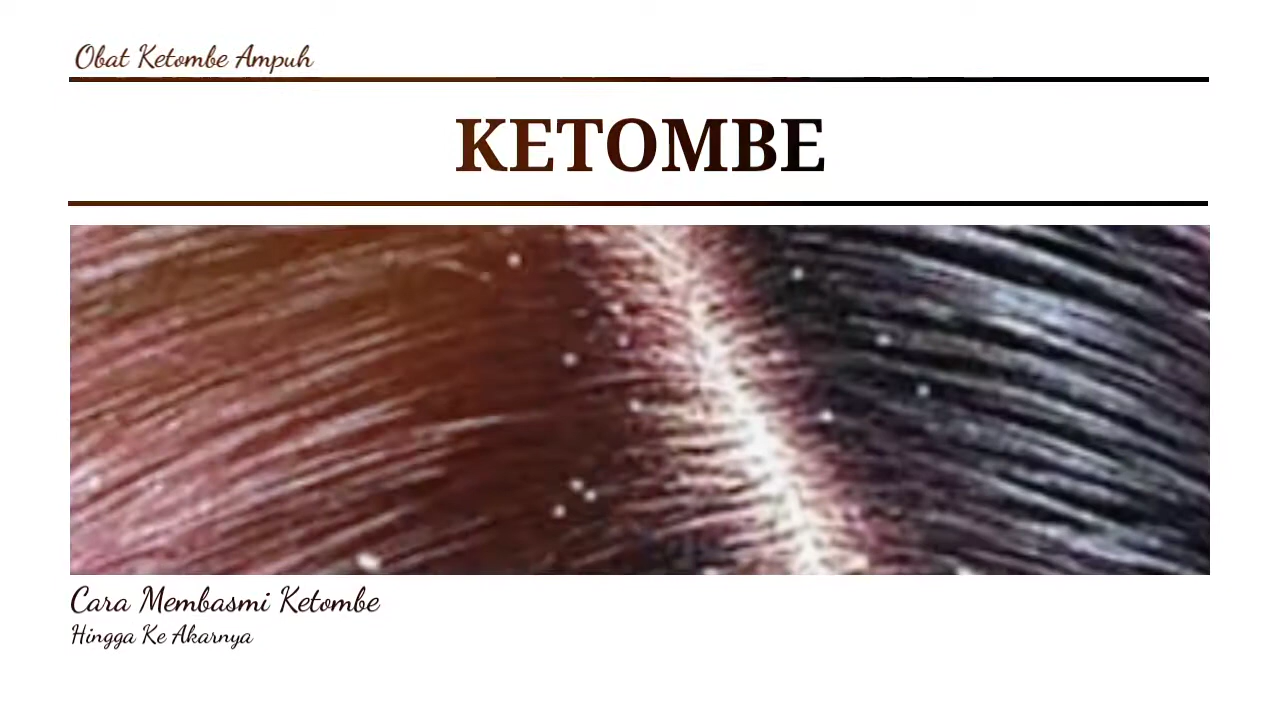 Obat Ketombe Ampuh
KETOMBE
Cara Membasmi Ketombe
Hingga Ke Akarnya